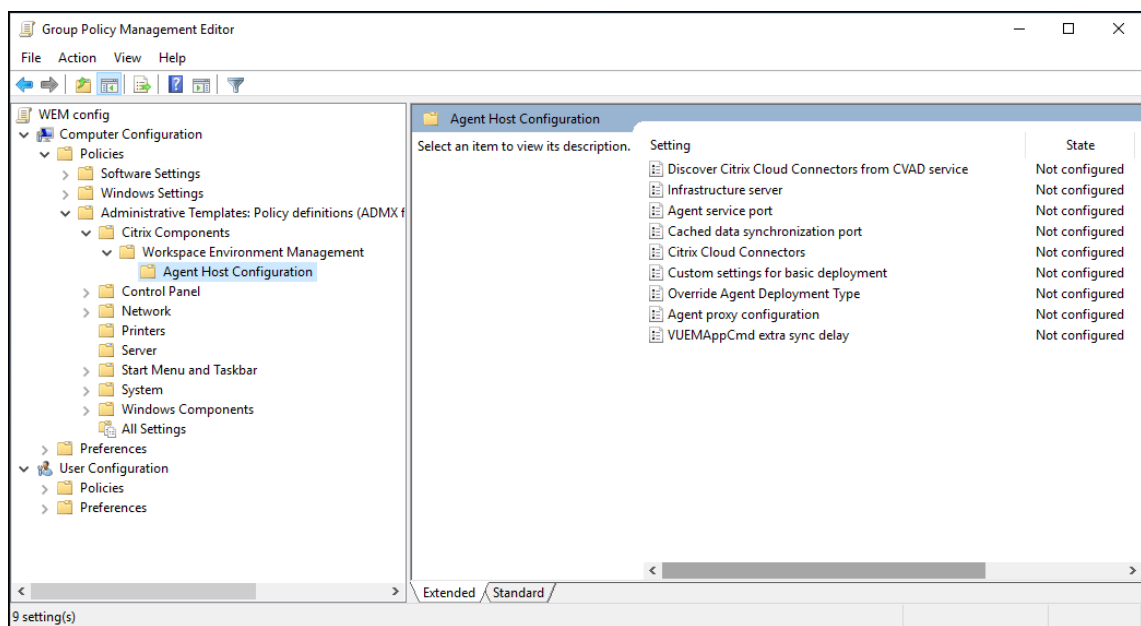 Group Policy Management Editor
File Action View Help
WEM config
Computer Configuration
Policies
Software Settings
Windows Settings
Administrative Templates: Policy definitions (ADMX f
Citrix Components
Workspace Environment Management
Agent Host Configuration
Control Panel
Network
Printers
Server
Start Menu and Taskbar
System
Windows Components
All Settings
Preferences
User Configuration
Policies
Preferences
Agent Host Configuration
Select an item to view its description.
Setting State
Discover Citrix Cloud Connectors from CVAD service Not configured
Infrastructure server Not configured
Agent service port Not configured
Cached data synchronization port Not configured
Citrix Cloud Connectors Not configured
Custom settings for basic deployment Not configured
Override Agent Deployment Type Not configured
Agent proxy configuration Not configured
VUEMAppCmd extra sync delay Not configured
Extended Standard
9 setting(s)